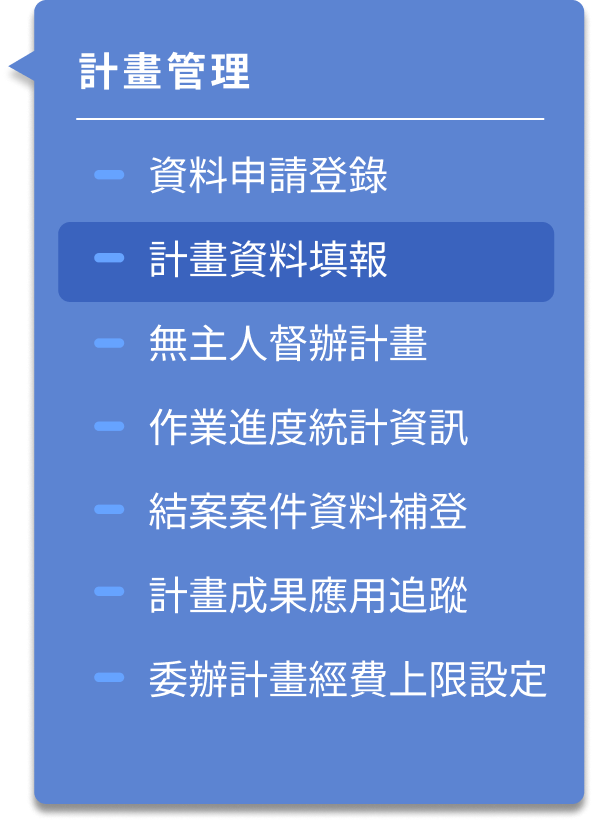 計畫管理
資料申請登錄
計畫資料填報
無主人督辦計畫
作業進度統計資訊
結案案件資料補登
計畫成果應用追蹤
委辦計畫經費上限設定